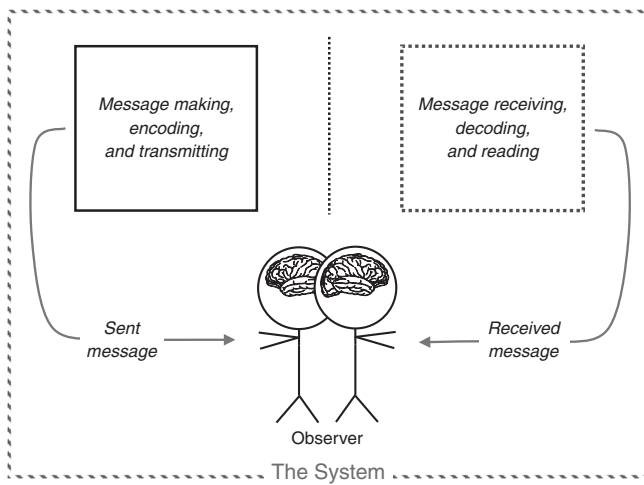 Message making,
encoding,
and transmitting
Message receiving,
decoding,
and reading
Sent
message
Received
message
Observer
The System